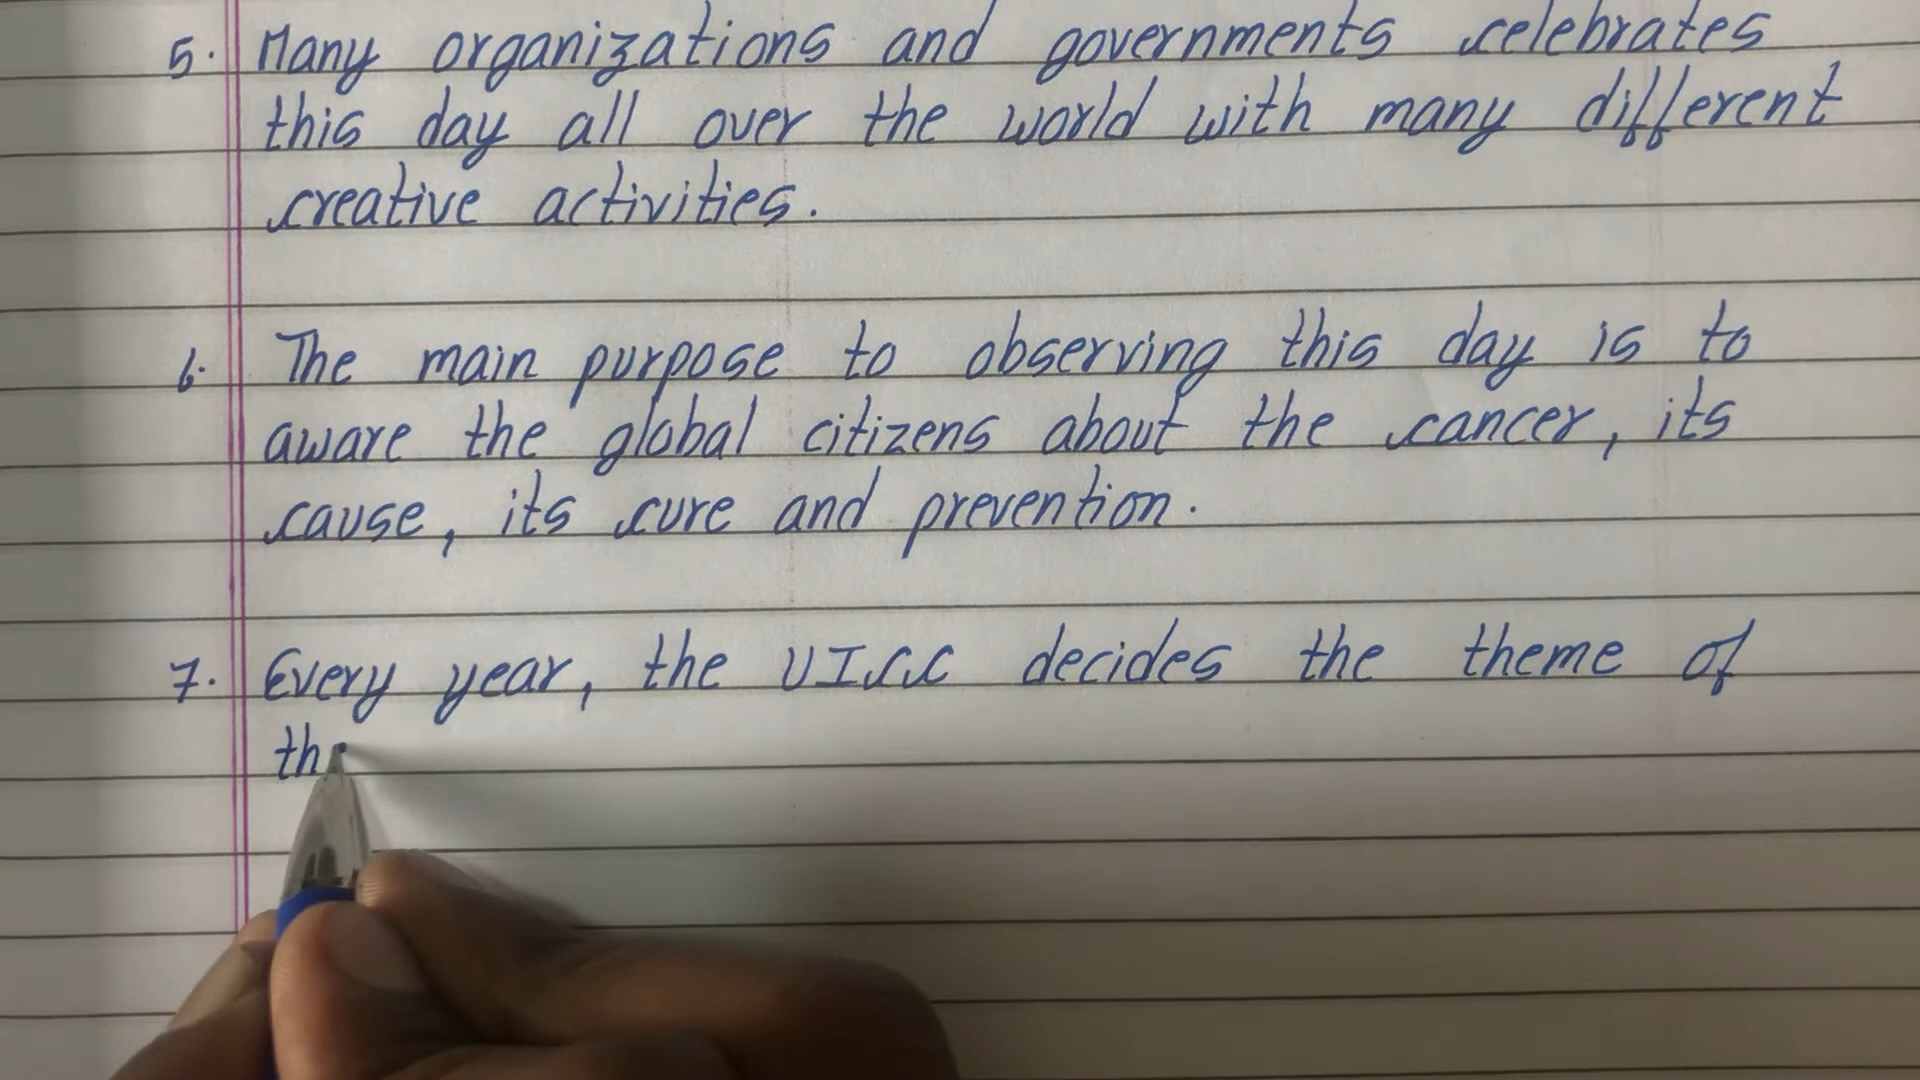 5. Many organizations and governments celebrates
this day all over the world with many different
creative activities.
6. The main purpose to observing this day is to
aware the global citizens about the cancer, its
cause, its cure and prevention.
7. Every year, the UICC decides the theme of
th